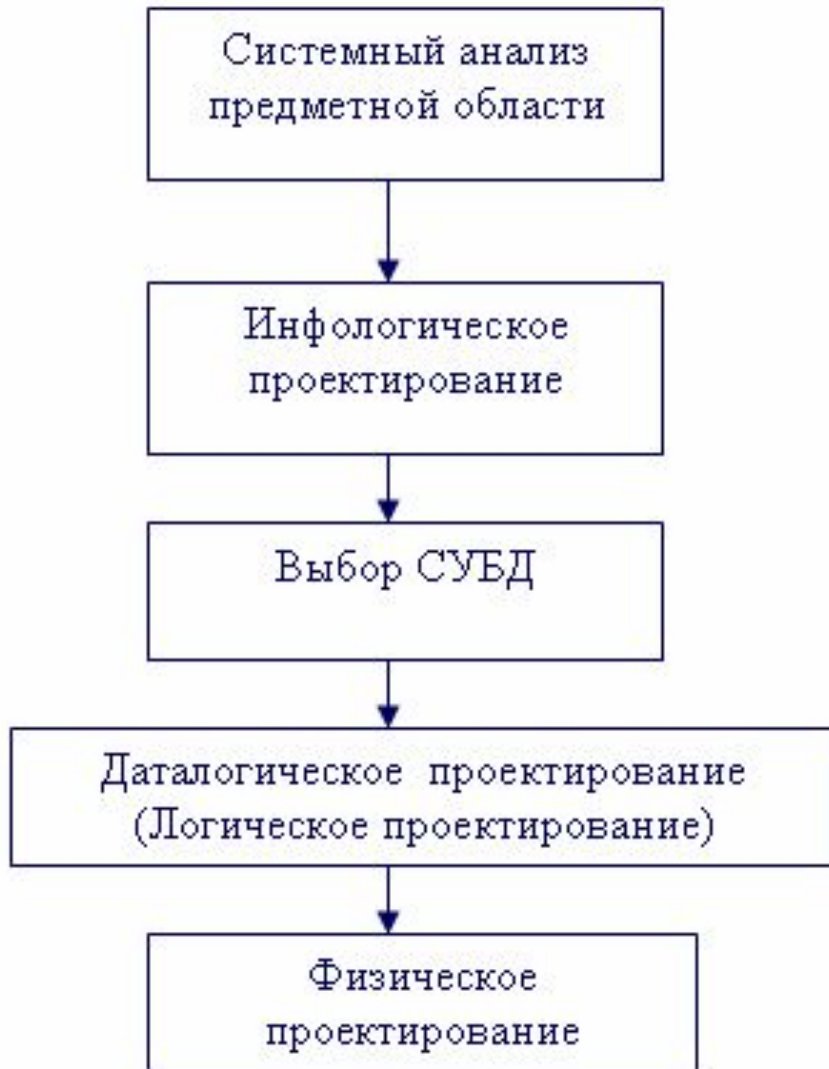 Системный анализ
предметной области
Инфологическое
проектирование
Выбор СУБД
Даталогическое проектирование
(Логическое проектирование)
Физическое
проектирование